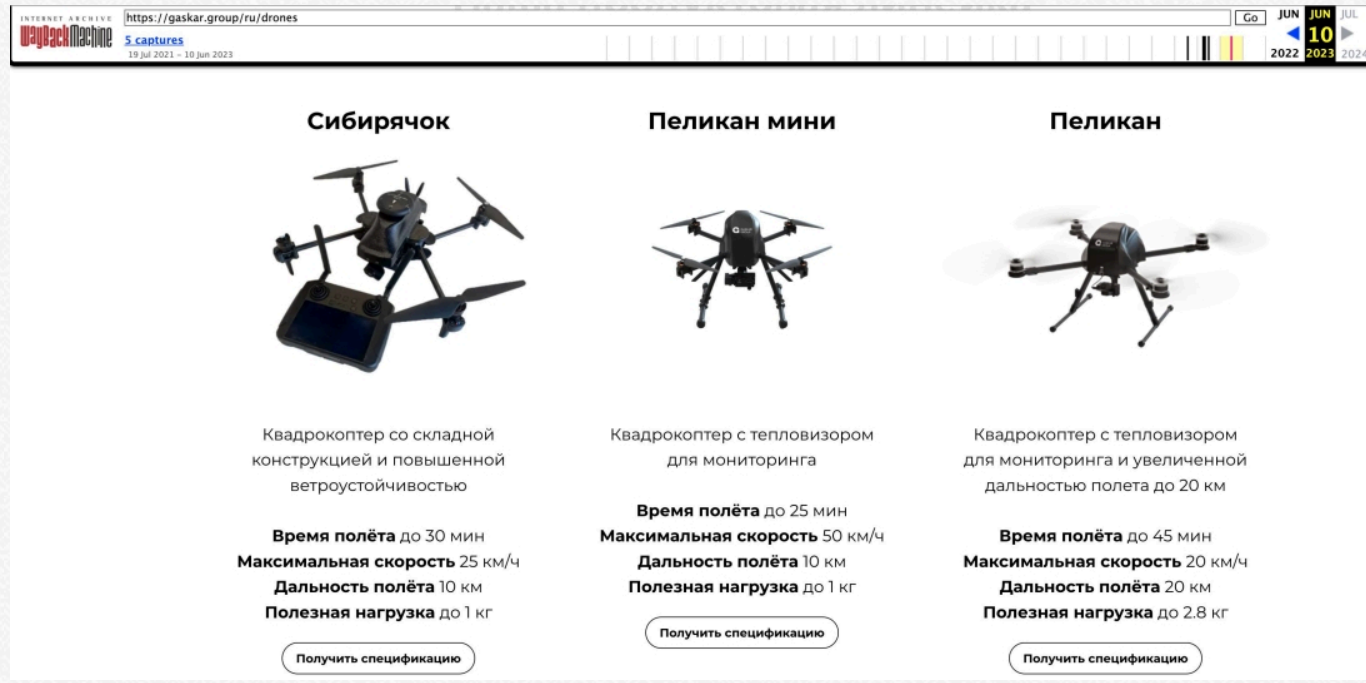 INTERNET ARCHIVE
WayBackMachine
https://gaskar.group/ru/drones
Go
JUN JUN JUL
5 captures
10
19 Jul 2021 – 10 Jun 2023
2022 2023 2024
Сибирячок
Пеликан мини
Пеликан
Квадрокоптер со складной
конструкцией и повышенной
ветроустойчивостью
Время полёта до 30 мин
Максимальная скорость 25 км/ч
Дальность полёта 10 км
Полезная нагрузка до 1 кг
Получить спецификацию
Квадрокоптер с тепловизором
для мониторинга
Время полёта до 25 мин
Максимальная скорость 50 км/ч
Дальность полёта 10 км
Полезная нагрузка до 1 кг
Получить спецификацию
Квадрокоптер с тепловизором
для мониторинга и увеличенной
дальностью полета до 20 км
Время полёта до 45 мин
Максимальная скорость 20 км/ч
Дальность полёта 20 км
Полезная нагрузка до 2.8 кг
Получить спецификацию